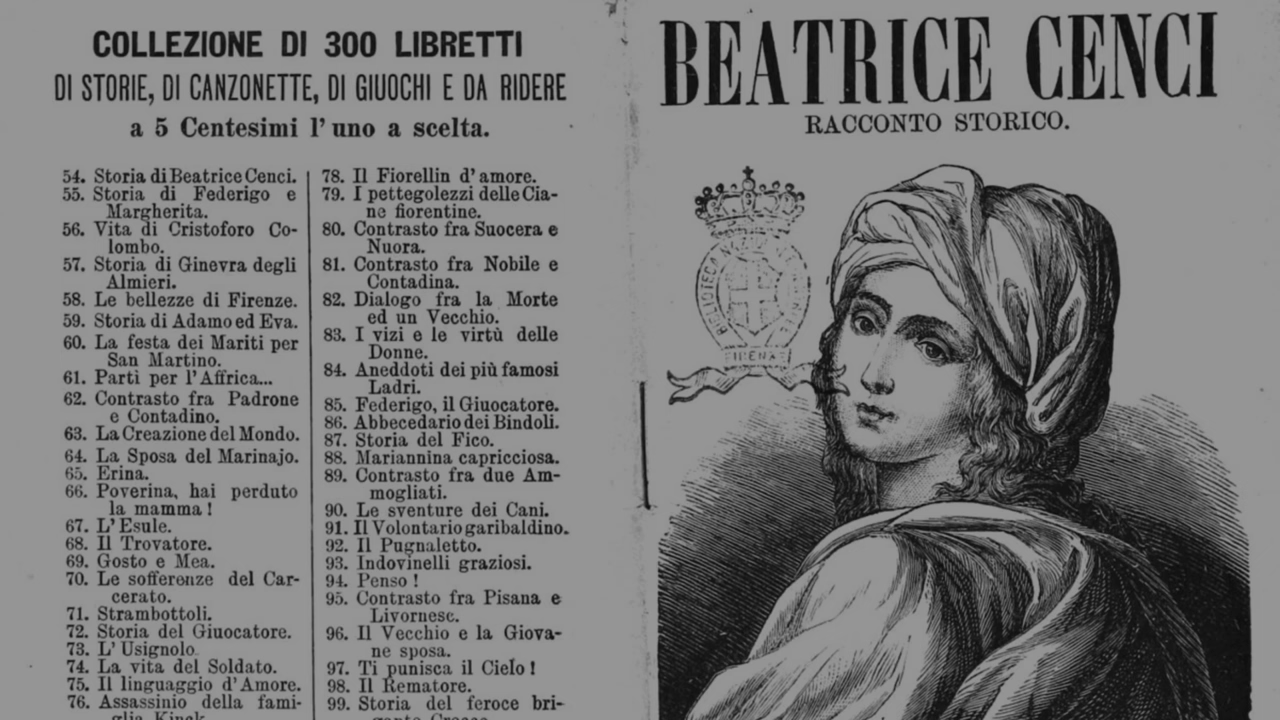 COLLEZIONE DI 300 LIBRETTI
DI STORIE, DI CANZONETTE, DI GIUOCHI E DA RIDERE
a 5 Centesimi l'uno a scelta.
54. Storia di Beatrice Cenci.
55. Storia di Federigo e
Margherita.
56. Vita di Cristoforo Co-
lombo.
57. Storia di Ginevra degli
Almieri.
58. Le bellezze di Firenze.
59. Storia di Adamo ed Eva.
60. La festa dei Mariti per
San Martino.
61. Partì per l'Affrica...
62. Contrasto fra Padrone
e Contadino.
63. La Creazione del Mondo.
64. La Sposa del Marinajo.
65. Erina.
66. Poverina, hai perduto
la mamma!
67. L'Esule.
68. Il Trovatore.
69. Gosto e Mea.
70. Le sofferenze del Car-
cerato.
71. Strambottoli.
72. Storia del Giuocatore.
73. L'Usignolo
74. La vita del Soldato.
75. Il linguaggio d'Amore.
76. Assassinio della fami-
glia Kinck
78. Il Fiorellin d'amore.
79. I pettegolezzi delle Cia-
ne fiorentine.
80. Contrasto fra Suocera e
Nuora.
81. Contrasto fra Nobile e
Contadina.
82. Dialogo fra la Morte
ed un Vecchio.
83. I vizi e le virtù delle
Donne.
84. Aneddoti dei più famosi
Ladri.
85. Federigo, il Giuocatore.
86. Abbecedario dei Bindoli.
87. Storia del Fico.
88. Mariannina capricciosa.
89. Contrasto fra due Am-
mogliati.
90. Le sventure dei Cani.
91. Il Volontario garibaldino.
92. Il Pugnaletto.
93. Indovinelli graziosi.
94. Penso!
95. Contrasto fra Pisana e
Livornese.
96. Il Vecchio e la Giova-
ne sposa.
97. Ti punisca il Cielo!
98. Il Rematore.
99. Storia del feroce bri-
gante Crocco
BEATRICE CENCI
RACCONTO STORICO.
BIBLIOTECA